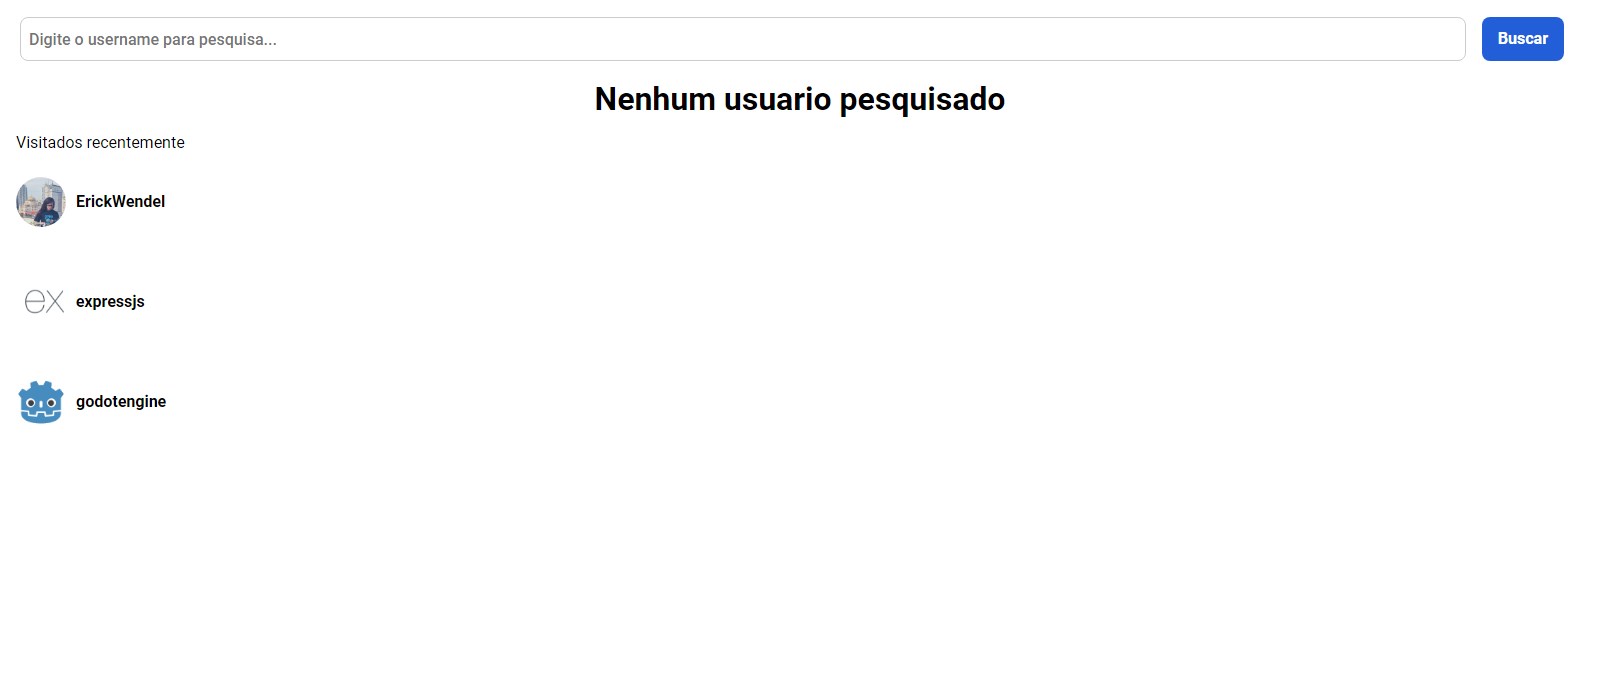 Digite o username para pesquisa...
Buscar
Nenhum usuario pesquisado
Visitados recentemente
ErickWendel
ex
expressjs
godotengine